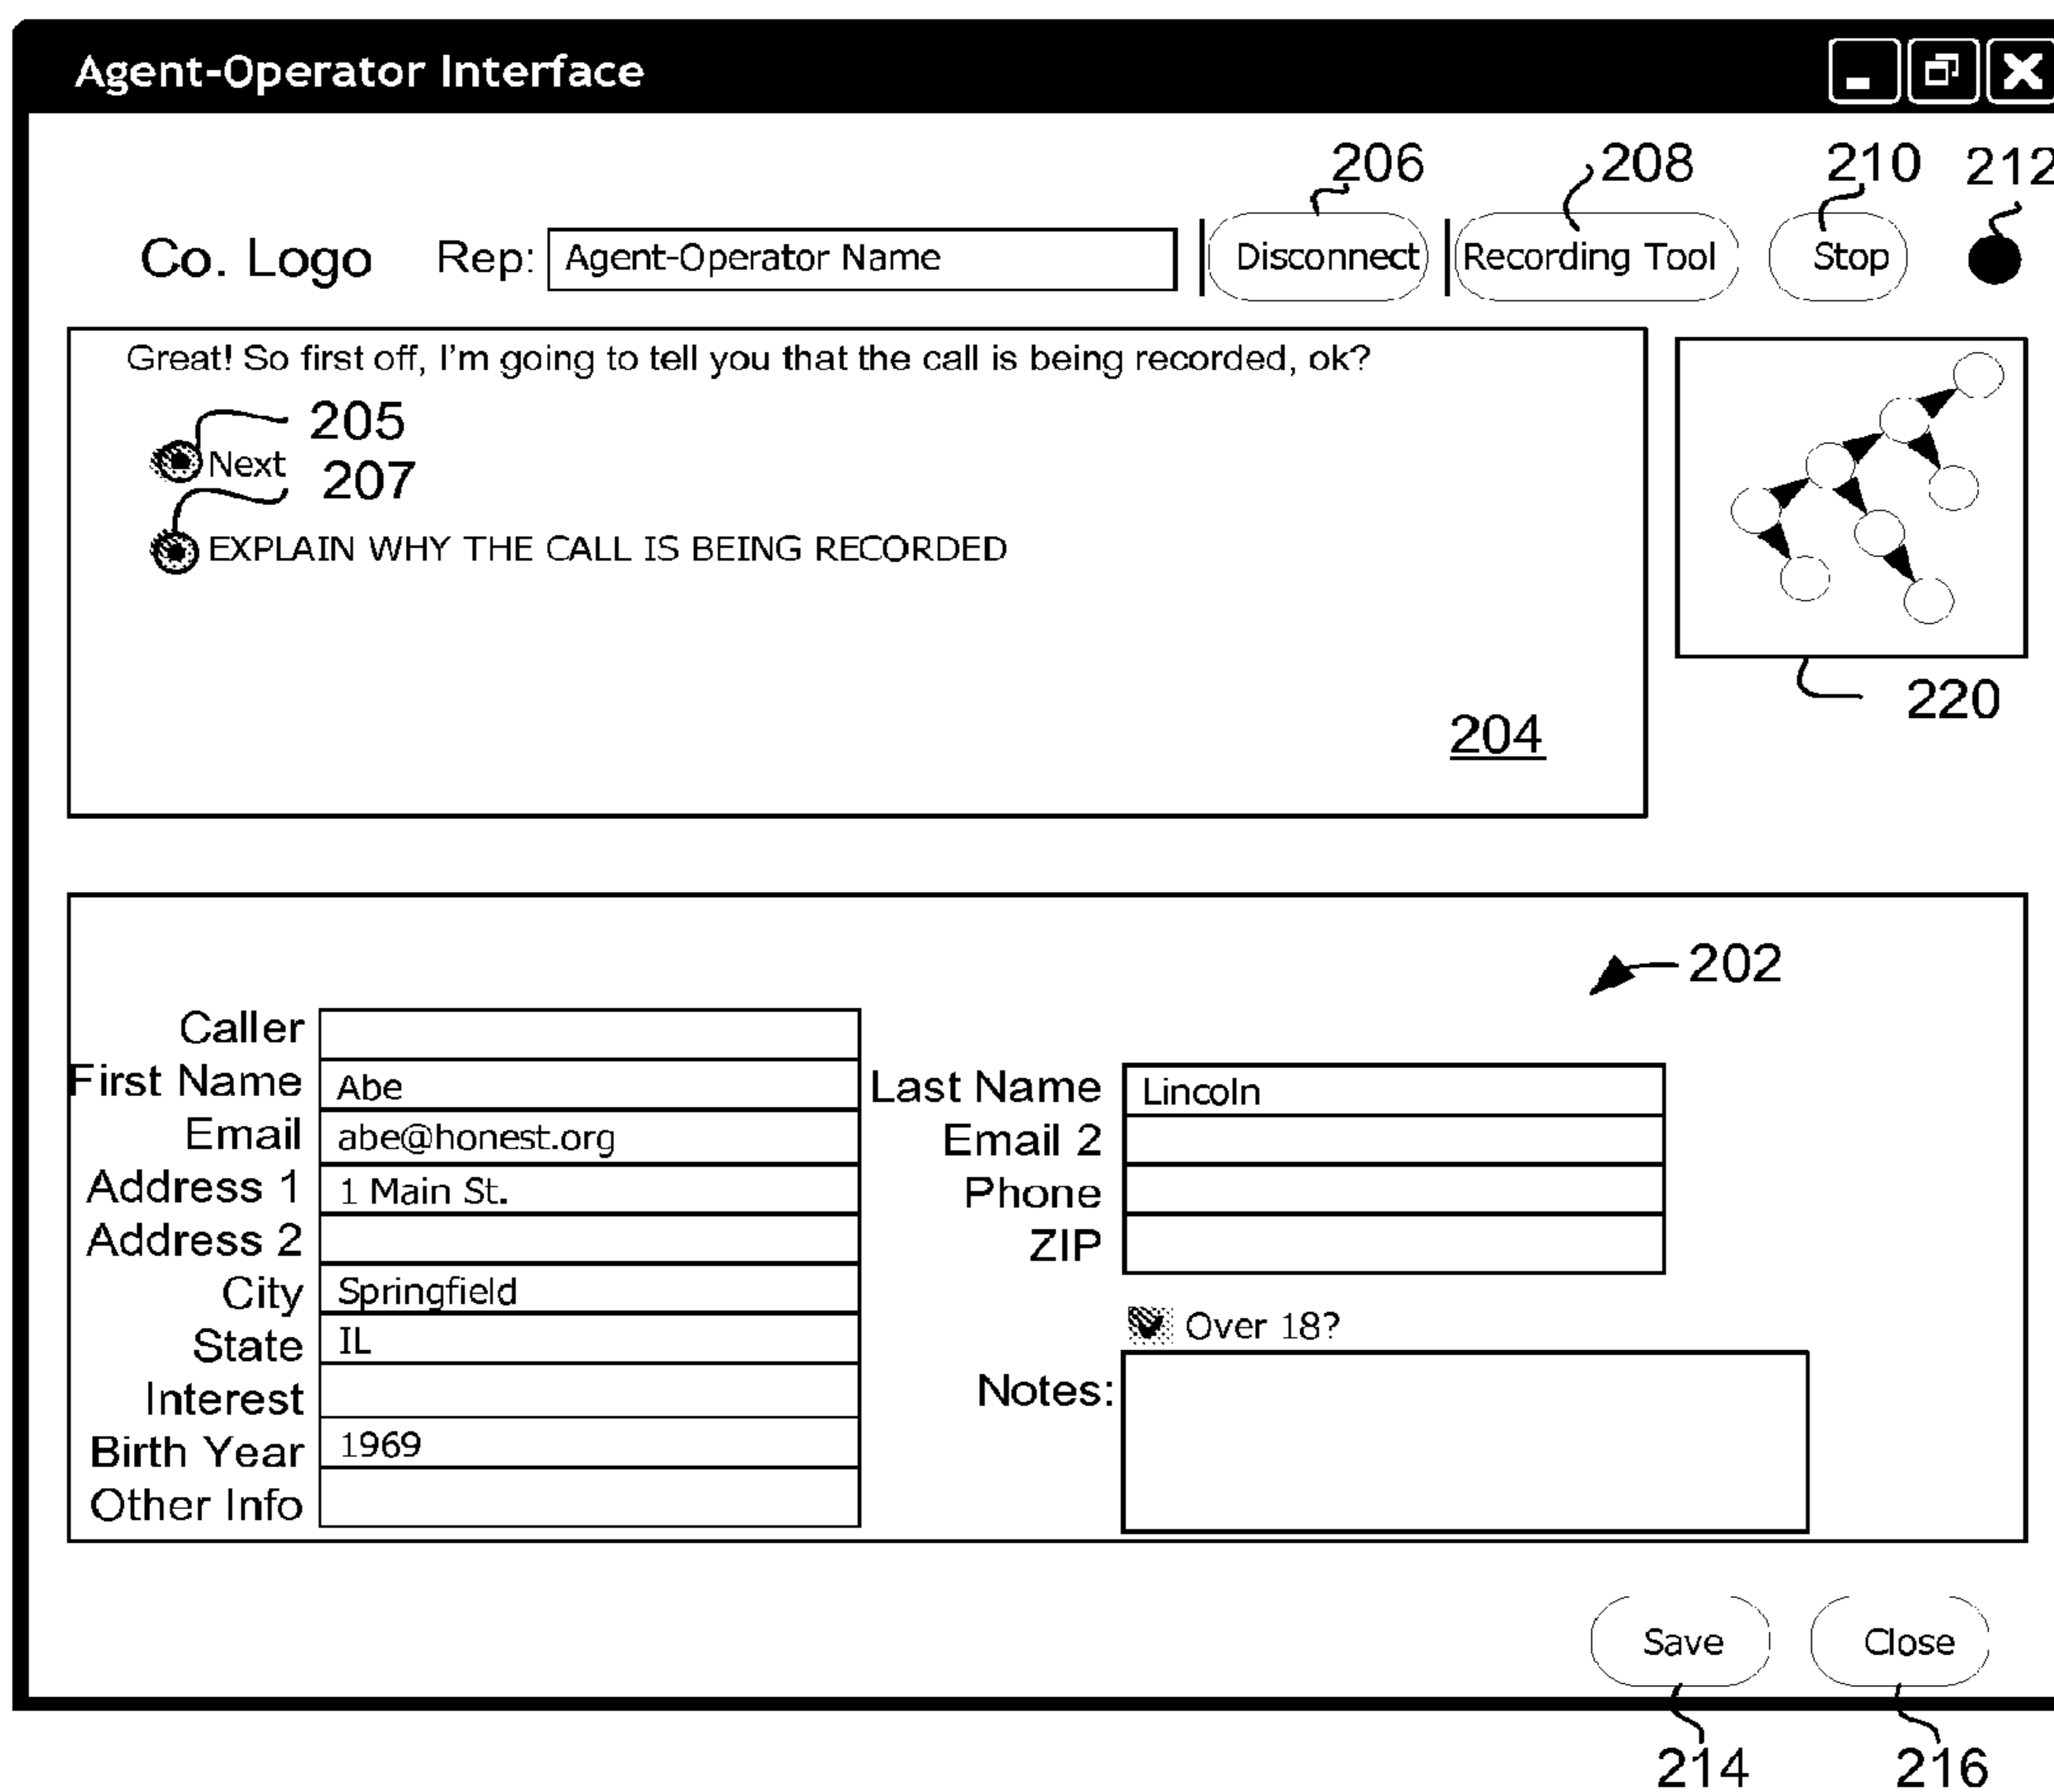 Agent-Operator Interface
206 208 210 212
Co. Logo Rep: Agent-Operator Name Disconnect Recording Tool Stop
Great! So first off, I'm going to tell you that the call is being recorded, ok?
205
Next
207
EXPLAIN WHY THE CALL IS BEING RECORDED
220
204
202
Caller
First Name Abe Last Name Lincoln
Email abe@honest.org Email 2
Address 1 1 Main St. Phone
Address 2 ZIP
City Springfield
State IL Over 18?
Interest Notes:
Birth Year 1969
Other Info
Save Close
214 216